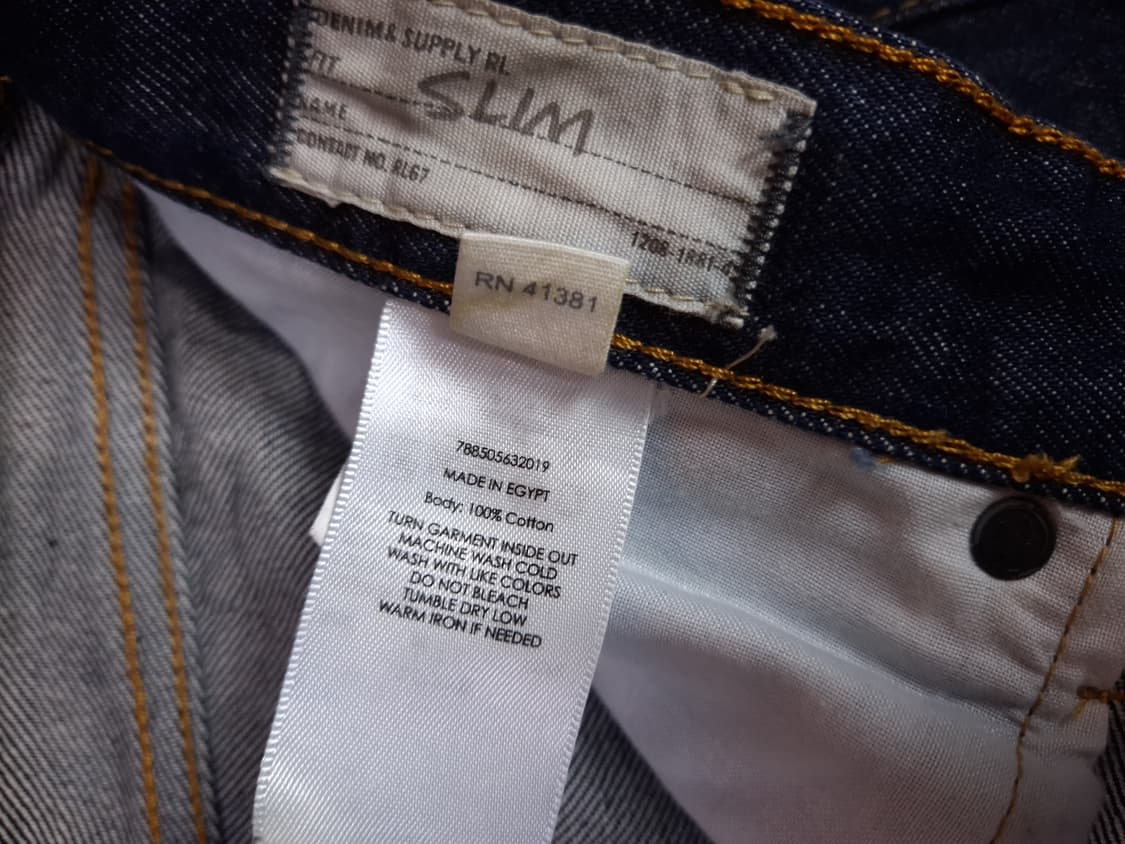 DENIM & SUPPLY RL
FIT
SLIM
NAME
CONTACT NO. RL67
RN 41381
788505632019
MADE IN EGYPT
Body: 100% Cotton
TURN GARMENT INSIDE OUT
MACHINE WASH COLD
WASH WITH LIKE COLORS
DO NOT BLEACH
TUMBLE DRY LOW
WARM IRON IF NEEDED